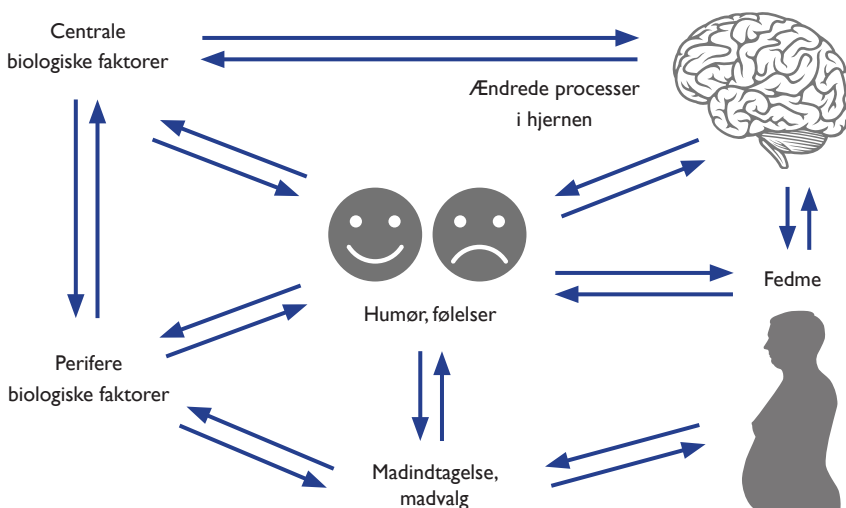 Centrale
biologiske faktorer
Ændrede processer
i hjernen
Humør, følelser
Fedme
Perifere
biologiske faktorer
Madindtagelse,
madvalg